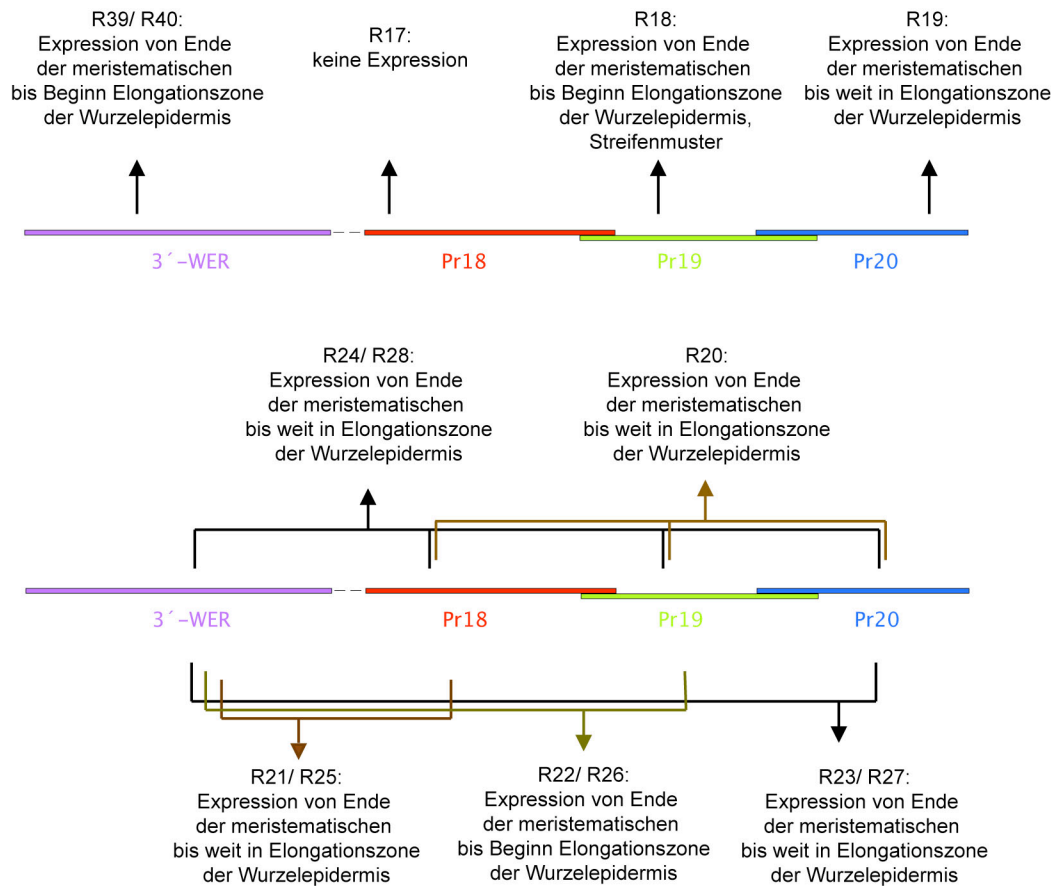 R39/ R40:
Expression von Ende
der meristematischen
bis Beginn Elongationszone
der Wurzelepidermis
R17:
keine Expression
R18:
Expression von Ende
der meristematischen
bis Beginn Elongationszone
der Wurzelepidermis,
Streifenmuster
R19:
Expression von Ende
der meristematischen
bis weit in Elongationszone
der Wurzelepidermis
3´-WER
Pr18
Pr19
Pr20
R24/ R28:
Expression von Ende
der meristematischen
bis weit in Elongationszone
der Wurzelepidermis
R20:
Expression von Ende
der meristematischen
bis weit in Elongationszone
der Wurzelepidermis
3´-WER
Pr18
Pr19
Pr20
R21/ R25:
Expression von Ende
der meristematischen
bis weit in Elongationszone
der Wurzelepidermis
R22/ R26:
Expression von Ende
der meristematischen
bis Beginn Elongationszone
der Wurzelepidermis
R23/ R27:
Expression von Ende
der meristematischen
bis weit in Elongationszone
der Wurzelepidermis